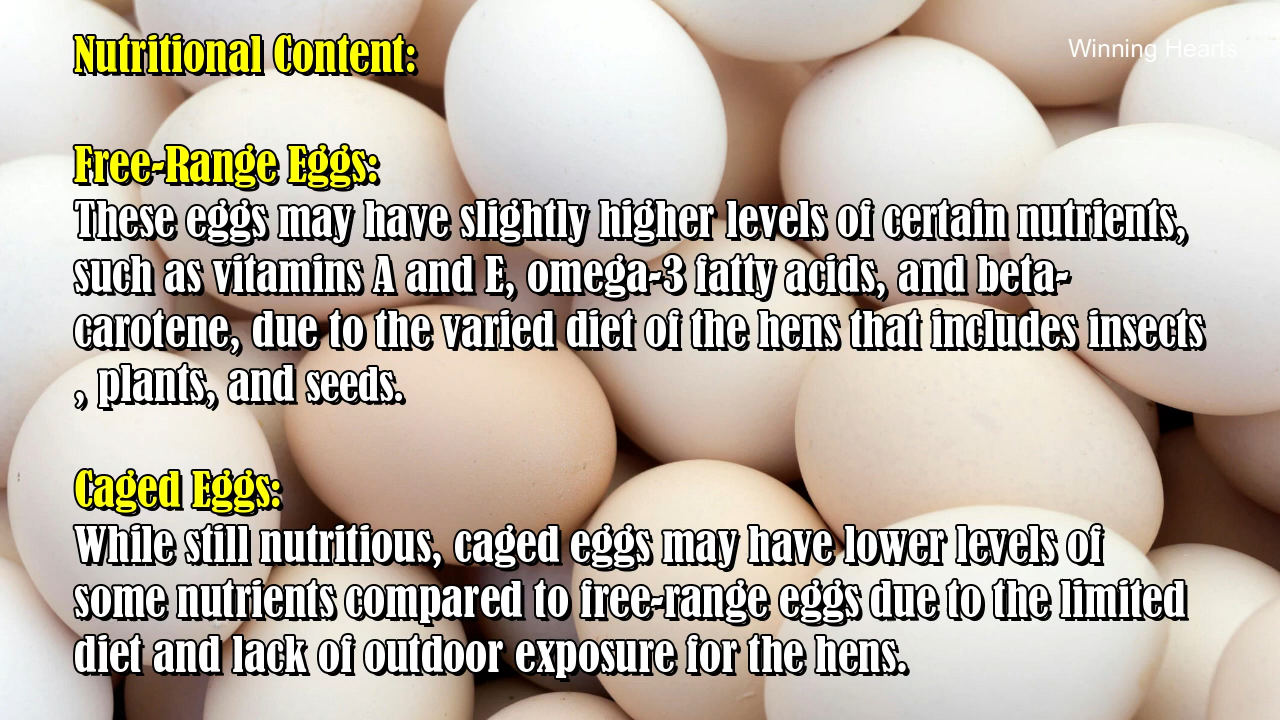 Nutritional Content:
Winning Hearts
Free-Range Eggs:
These eggs may have slightly higher levels of certain nutrients,
such as vitamins A and E, omega-3 fatty acids, and beta-
carotene, due to the varied diet of the hens that includes insects
, plants, and seeds.
Caged Eggs:
While still nutritious, caged eggs may have lower levels of
some nutrients compared to free-range eggs due to the limited
diet and lack of outdoor exposure for the hens.